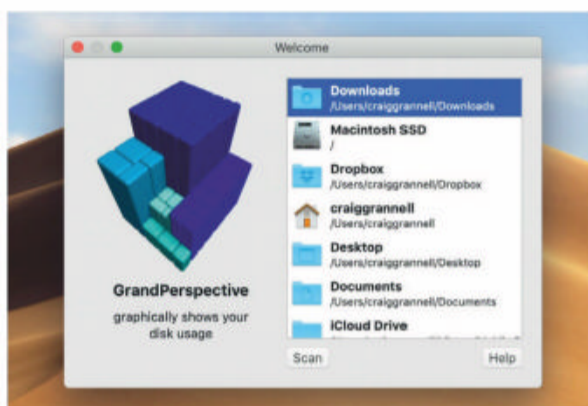 Welcome
GrandPerspective
graphically shows your
disk usage
Downloads
/Users/craiggrannell/Downloads
Macintosh SSD
/
Dropbox
/Users/craiggrannell/Dropbox
craiggrannell
/Users/craiggrannell
Desktop
/Users/craiggrannell/Desktop
Documents
/Users/craiggrannell/Documents
iCloud Drive
Scan
Help